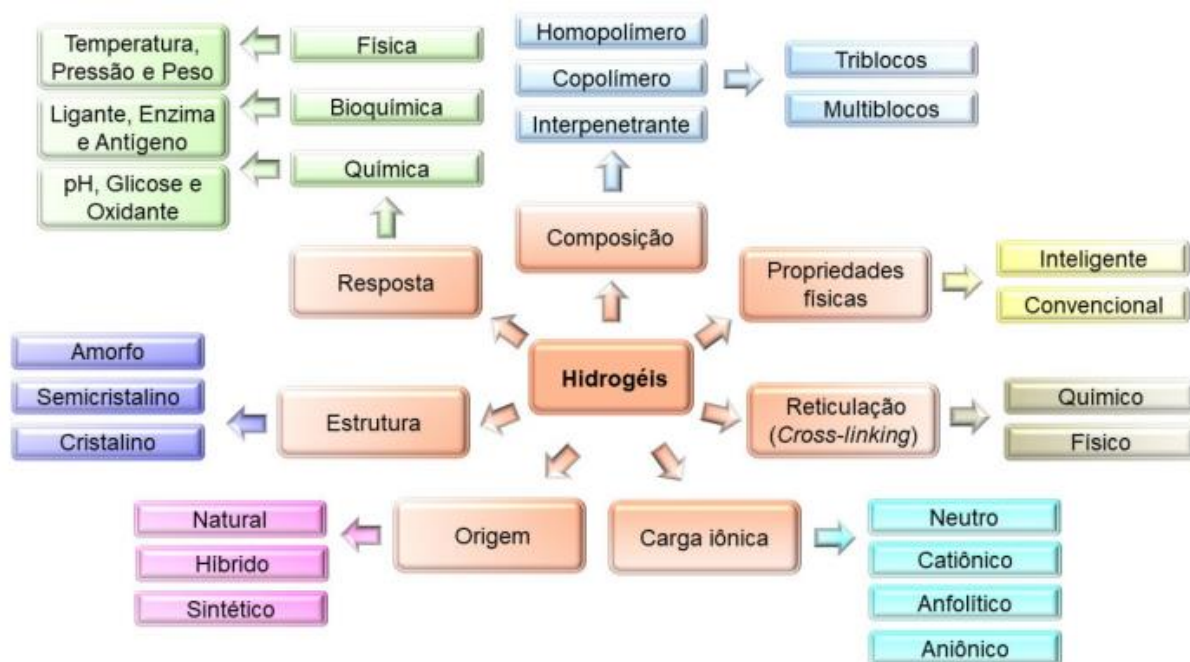 Temperatura,
Pressão e Peso
Física
Ligante, Enzima
e Antígeno
Bioquímica
pH, Glicose e
Oxidante
Química
Resposta
Homopolímero
Copolímero
Interpenetrante
Triblocos
Multiblocos
Composição
Propriedades
físicas
Inteligente
Convencional
Hidrogéis
Amorfo
Semicristalino
Cristalino
Estrutura
Reticulação
(Cross-linking)
Químico
Físico
Natural
Híbrido
Sintético
Origem
Carga iônica
Neutro
Catiônico
Anfolítico
Aniônico